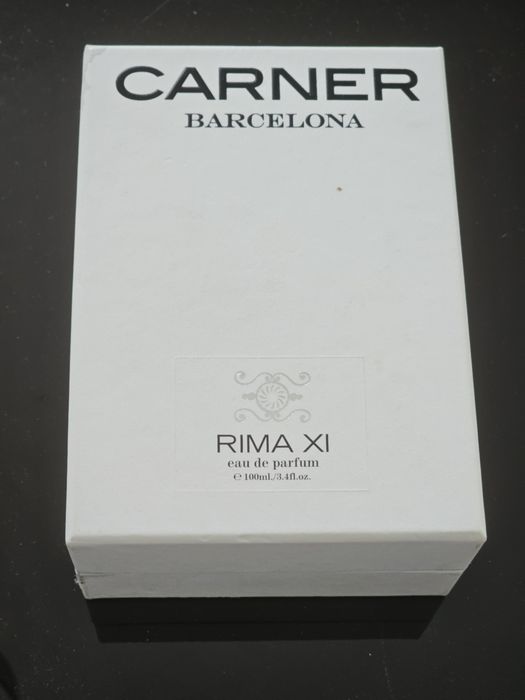 CARNER
BARCELONA
RIMA XI
eau de parfum
℮ 100ml./3.4fl.oz.